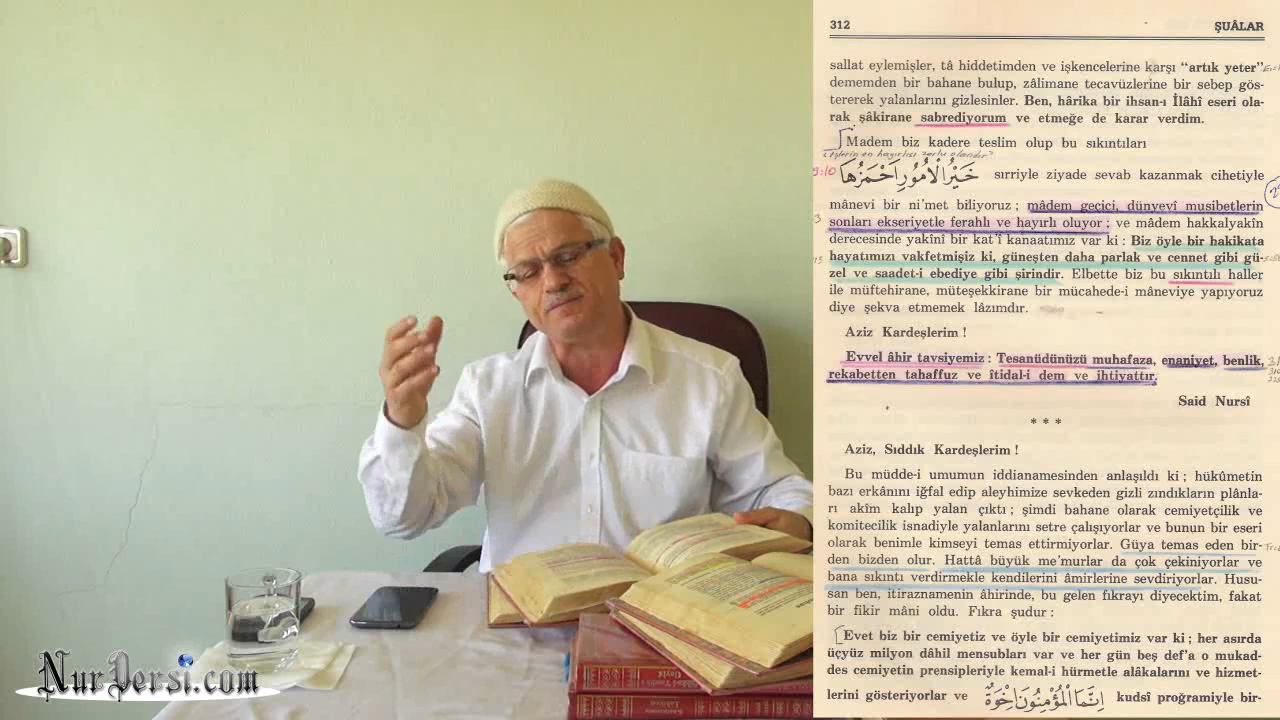 312 ŞUÂLAR
sallat eylemişler, tâ hiddetimden ve işkencelerine karşı “artık yeter”
dememden bir bahane bulup, zâlimane tecavüzlerine bir sebep gös-
tererek yalanlarını gizlesinler. Ben, hârika bir ihsan-ı İlâhî eseri ola-
rak şâkirane sabrediyorum ve etmeğe de karar verdim.
Madem biz kadere teslim olup bu sıkıntıları
خَيْرُ الْاُمُورِ اَحْمَزُهَا sırriyle ziyade sevab kazanmak cihetiyle
mânevi bir ni'met biliyoruz ; mâdem geçici, dünyevî musibetlerin
sonları ekseriyetle ferahlı ve hayırlı oluyor ; ve mâdem hakkalyakîn
derecesinde yakînî bir kat'î kanaatımız var ki : Biz öyle bir hakikata
hayatımızı vakfetmişiz ki, güneşten daha parlak ve cennet gibi gü-
zel ve saadet-i ebediye gibi şirindir. Elbette biz bu sıkıntılı haller
ile müftehirane, müteşekkirane bir mücahede-i mâneviye yapıyoruz
diye şekva etmemek lâzımdır.
Aziz Kardeşlerim !
Evvel âhir tavsiyemiz : Tesanüdünüzü muhafaza, enaniyet, benlik,
rekabetten tahaffuz ve îtidal-i dem ve ihtiyattır.
Said Nursî
* * *
Aziz, Sıddık Kardeşlerim !
Bu müdde-i umumun iddianamesinden anlaşıldı ki ; hükûmetin
bazı erkânını iğfal edip aleyhimize sevkeden gizli zındıkların plânla-
rı akîm kalıp yalan çıktı ; şimdi bahane olarak cemiyetçilik ve
komitecilik isnadiyle yalanlarını setre çalışıyorlar ve bunun bir eseri
olarak benimle kimseyi temas ettirmiyorlar. Güya temas eden bir-
den bizden olur. Hattâ büyük me'murlar da çok çekiniyorlar ve
bana sıkıntı verdirmekle kendilerini âmirlerine sevdiriyorlar. Husu-
san ben, itiraznamenin âhirinde, bu gelen fıkrayı diyecektim, fakat
bir fikir mâni oldu. Fıkra şudur :
Evet biz bir cemiyetiz ve öyle bir cemiyetimiz var ki ; her asırda
üçyüz milyon dâhil mensubları var ve her gün beş def'a o mukad-
des cemiyetin prensipleriyle kemal-i hürmetle alâkalarını ve hizmet-
lerini gösteriyorlar ve اِنَّمَا الْمُؤْمِنُونَ اِخْوَةٌ kudsî proğramiyle bir-
NurDersi.com